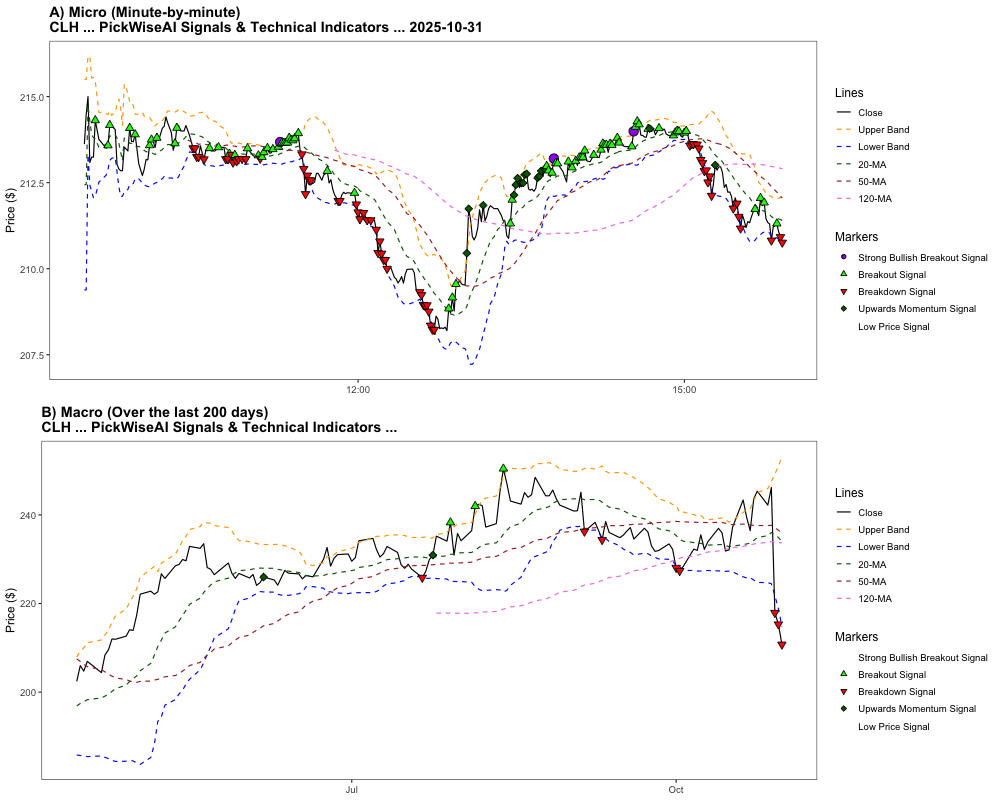 A) Micro (Minute-by-minute)
CLH ... PickWiseAI Signals & Technical Indicators ... 2025-10-31
Price ($)
215.0
212.5
210.0
207.5
12:00
15:00
Lines
Close
Upper Band
Lower Band
20-MA
50-MA
120-MA
Markers
Strong Bullish Breakout Signal
Breakout Signal
Breakdown Signal
Upwards Momentum Signal
Low Price Signal
B) Macro (Over the last 200 days)
CLH ... PickWiseAI Signals & Technical Indicators ...
Price ($)
240
220
200
Jul
Oct
Lines
Close
Upper Band
Lower Band
20-MA
50-MA
120-MA
Markers
Strong Bullish Breakout Signal
Breakout Signal
Breakdown Signal
Upwards Momentum Signal
Low Price Signal